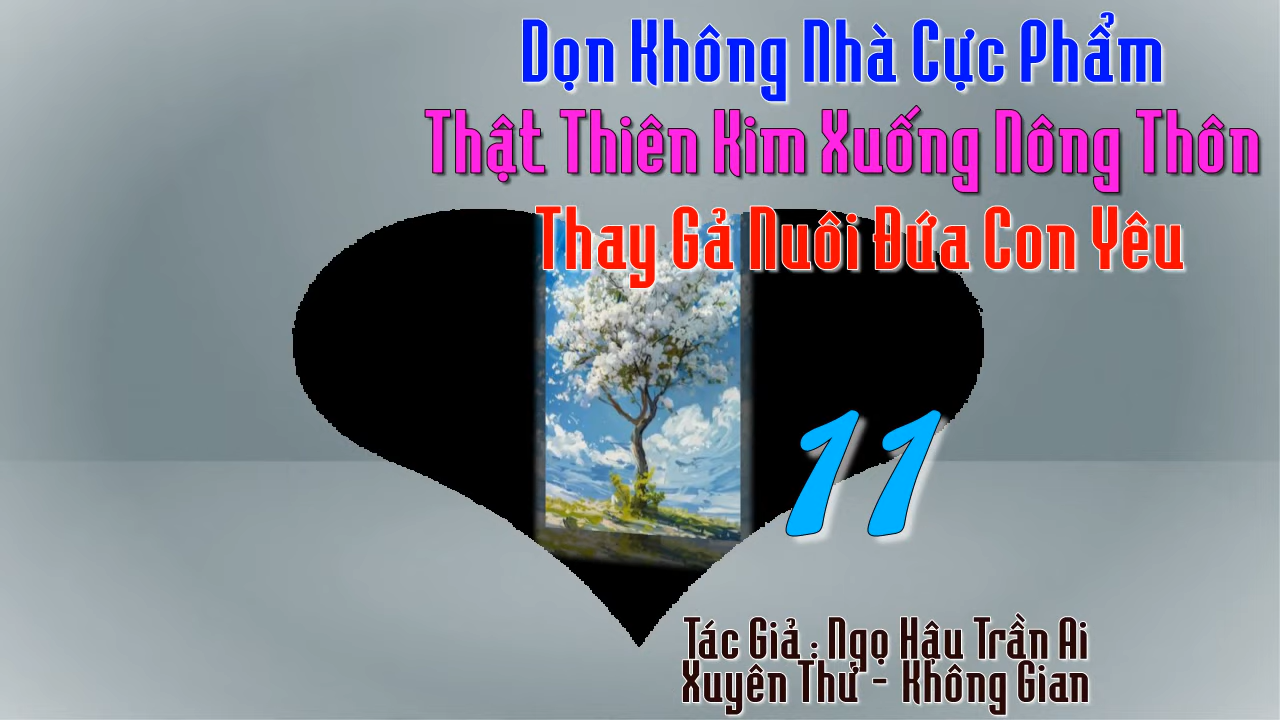 Dọn Không Nhà Cực Phẩm
Thật Thiên Kim Xuống Nông Thôn
Thay Gả Nuôi Đứa Con Yêu
11
Tác Giả : Ngọ Hậu Trần Ai
Xuyên Thư - Không Gian